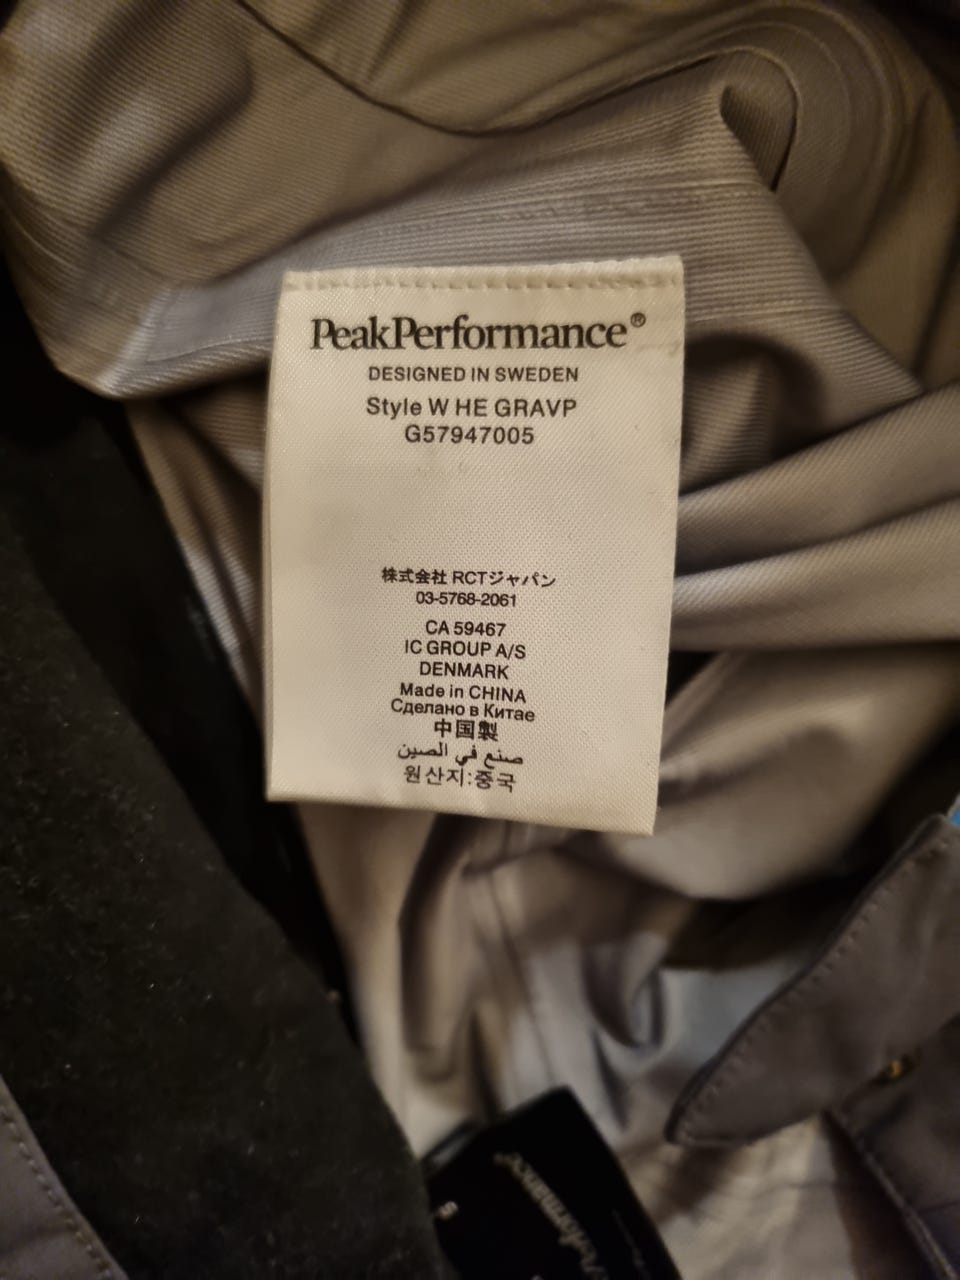 PeakPerformance®
DESIGNED IN SWEDEN
Style W HE GRAVP
G57947005
株式会社 RCTジャパン
03-5768-2061
CA 59467
IC GROUP A/S
DENMARK
Made in CHINA
Сделано в Китае
中国製
صنع في الصين
원산지:중국
Performance®
S